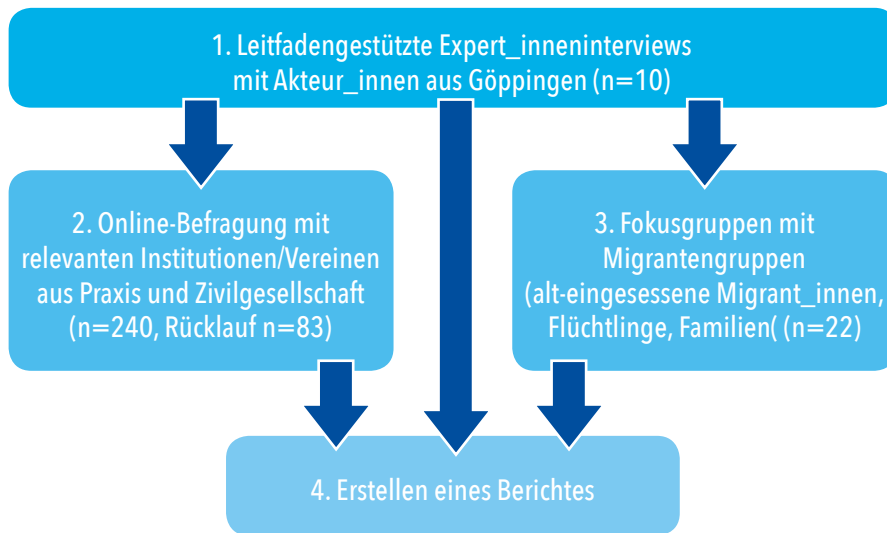 1. Leitfadengestützte Expert_inneninterviews
mit Akteur_innen aus Göppingen (n=10)
2. Online-Befragung mit
relevanten Institutionen/Vereinen
aus Praxis und Zivilgesellschaft
(n=240, Rücklauf n=83)
3. Fokusgruppen mit
Migrantengruppen
(alt-eingesessene Migrant_innen,
Flüchtlinge, Familien( (n=22)
4. Erstellen eines Berichtes